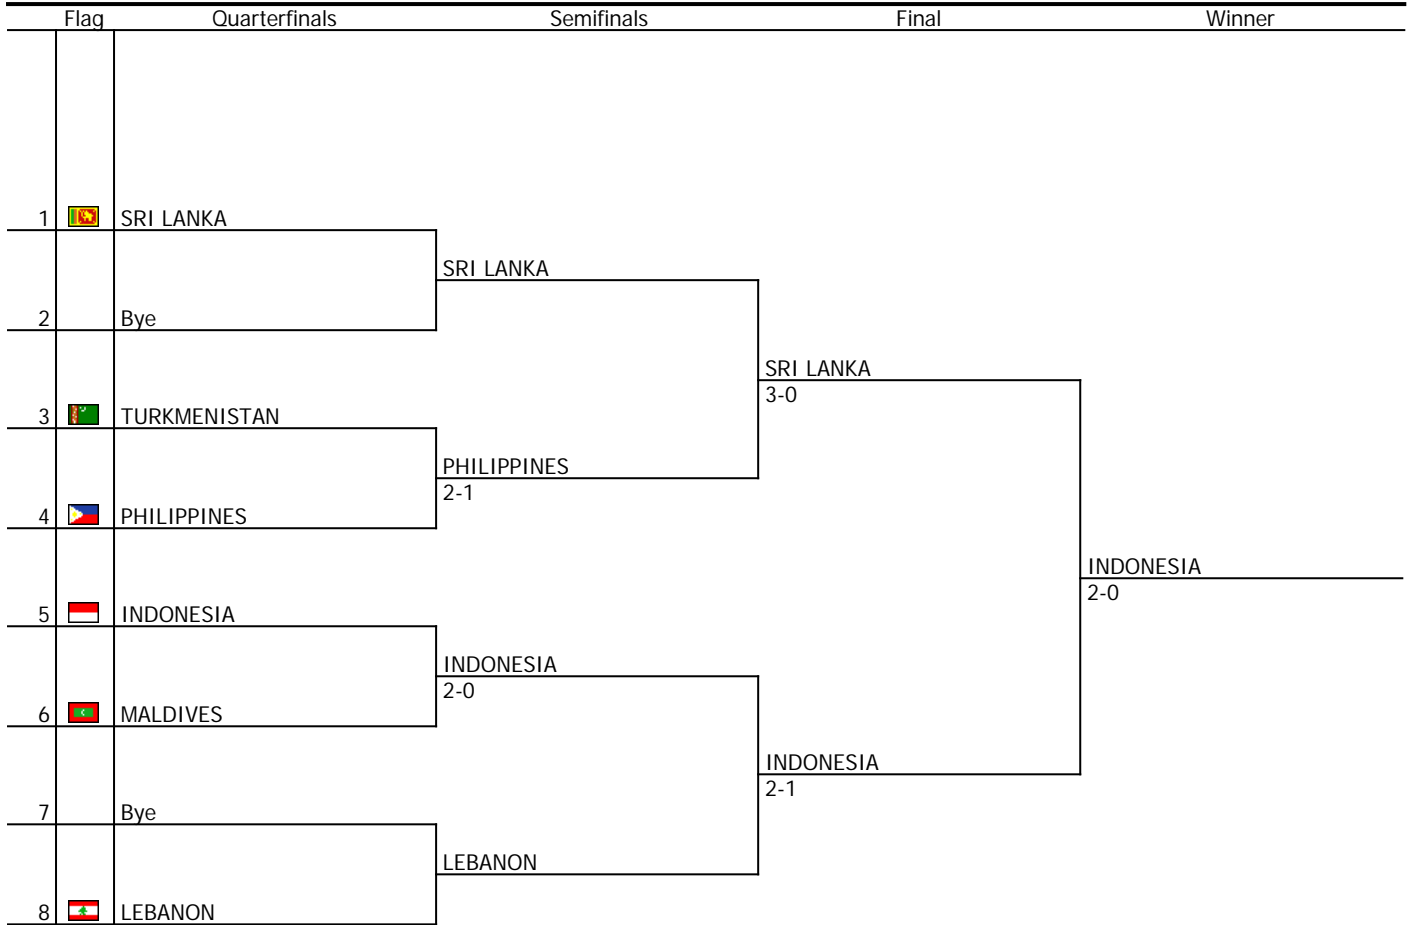 Flag Quarterfinals Semifinals Final Winner
1 SRI LANKA
SRI LANKA
2 Bye
SRI LANKA
3-0
3 TURKMENISTAN
PHILIPPINES
2-1
4 PHILIPPINES
INDONESIA
2-0
5 INDONESIA
INDONESIA
2-0
6 MALDIVES
INDONESIA
2-1
7 Bye
LEBANON
8 LEBANON